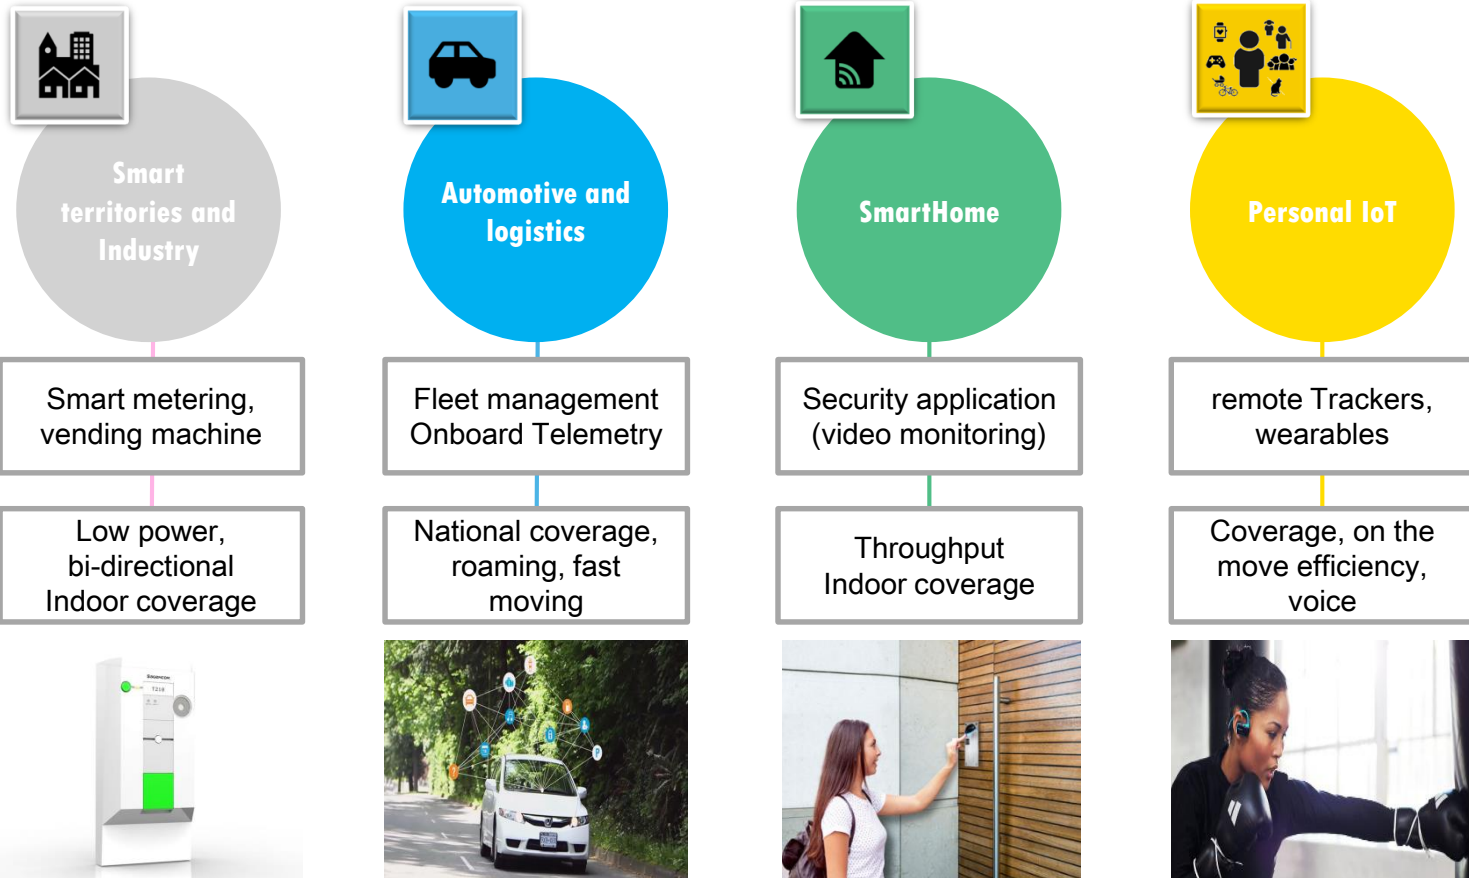 Smart
territories and
Industry
Automotive and
logistics
SmartHome
Personal IoT
Smart metering,
vending machine
Fleet management
Onboard Telemetry
Security application
(video monitoring)
remote Trackers,
wearables
Low power,
bi-directional
Indoor coverage
National coverage,
roaming, fast
moving
Throughput
Indoor coverage
Coverage, on the
move efficiency,
voice
T210